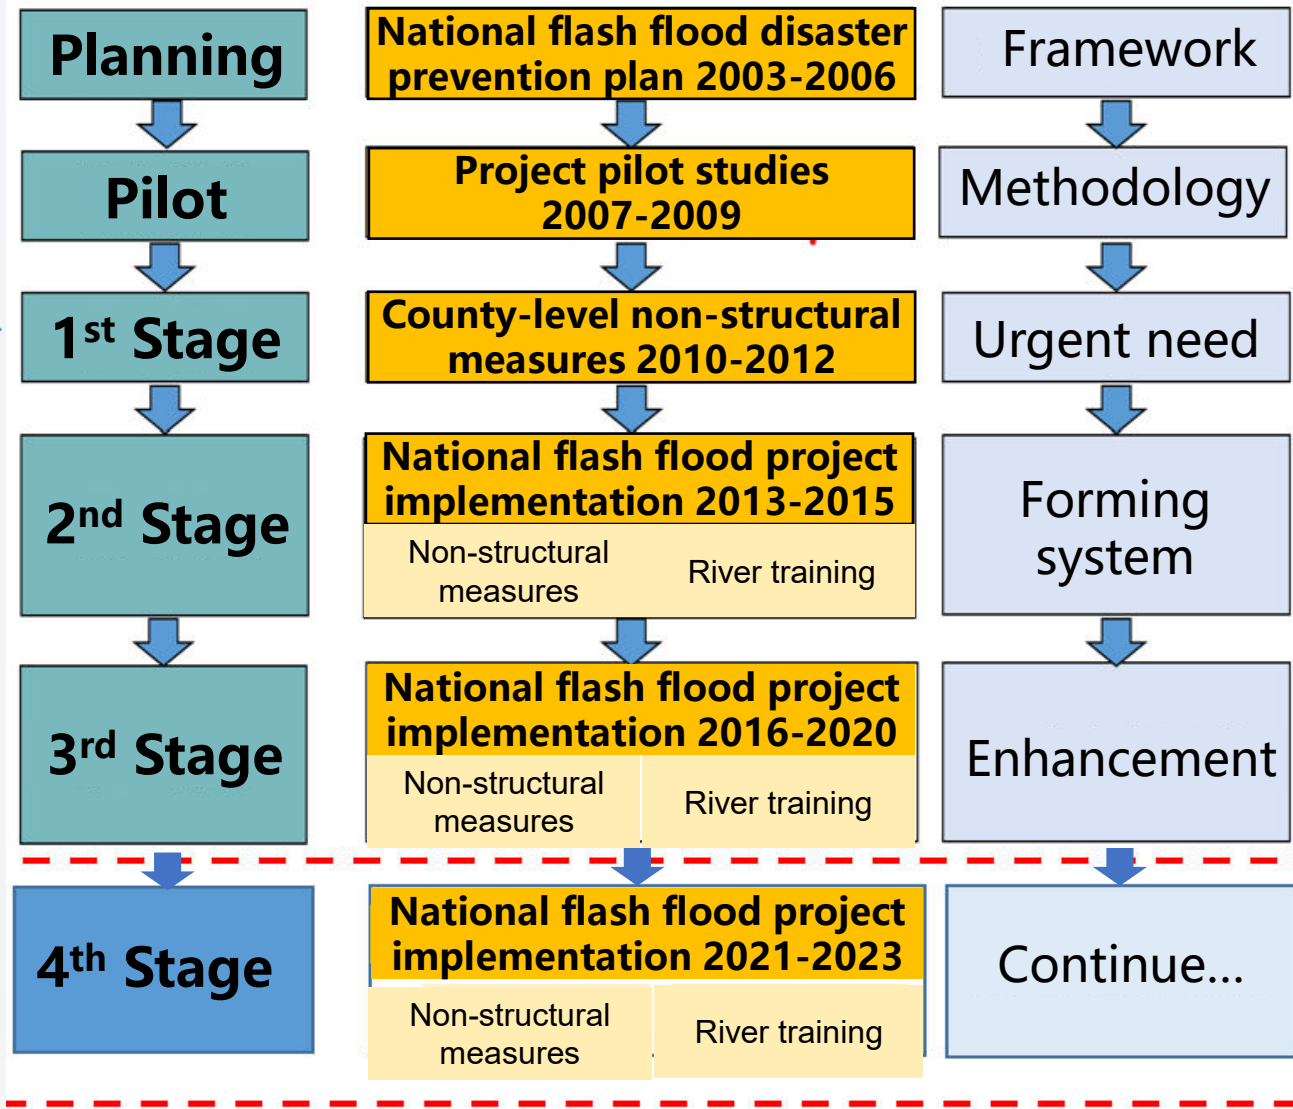 Planning
National flash flood disaster
prevention plan 2003-2006
Framework
Pilot
Project pilot studies
2007-2009
Methodology
1st Stage
County-level non-structural
measures 2010-2012
Urgent need
2nd Stage
National flash flood project
implementation 2013-2015
Non-structural
measures
River training
Forming
system
3rd Stage
National flash flood project
implementation 2016-2020
Non-structural
measures
River training
Enhancement
4th Stage
National flash flood project
implementation 2021-2023
Non-structural
measures
River training
Continue...